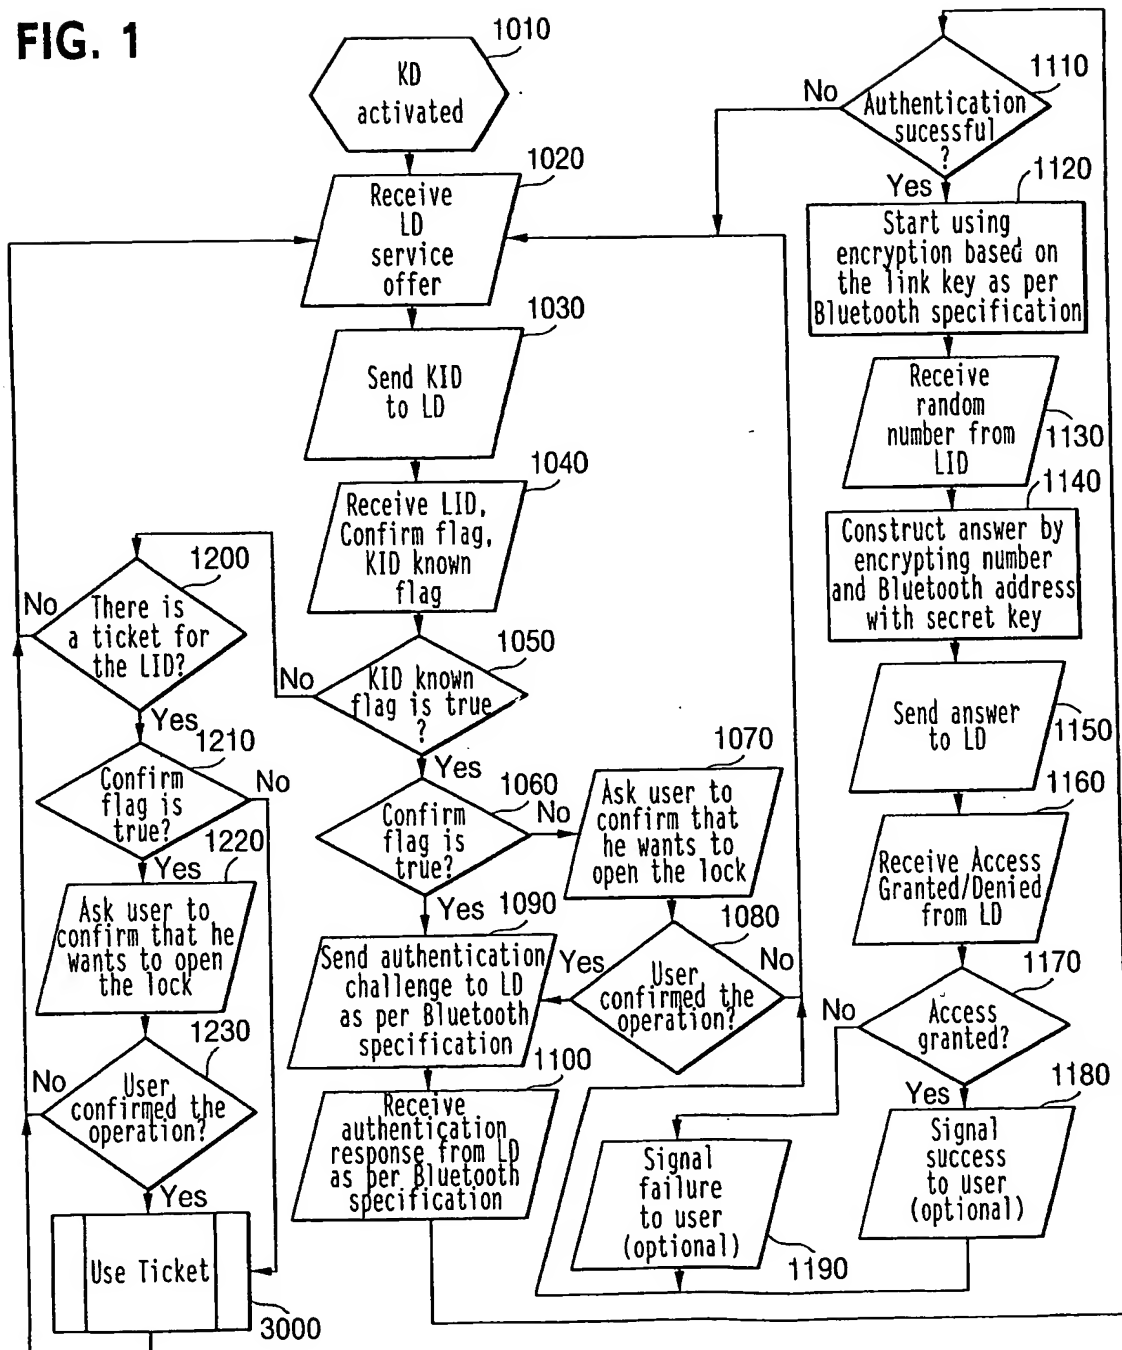 FIG. 1
1010
KD
activated
1020
Receive
LD
service
offer
1030
Send KID
to LD
1040
Receive LID,
Confirm flag,
KID known
flag
1050
No
KID known
flag is true
?
Yes
1060
No
Confirm
flag is
true?
Yes
1070
Ask user to
confirm that
he wants to
open the lock
1080
Yes
No
User
confirmed the
operation?
1090
Send authentication
challenge to LD
as per Bluetooth
specification
1100
Receive
authentication
response from LD
as per Bluetooth
specification
1110
No
Authentication
sucessful
?
Yes
1120
Start using
encryption based on
the link key as per
Bluetooth specification
Receive
random
number from
LID
1130
1140
Construct answer by
encrypting number
and Bluetooth address
with secret key
Send answer
to LD
1150
1160
Receive Access
Granted/Denied
from LD
1170
No
Access
granted?
Yes
1180
Signal
success
to user
(optional)
Signal
failure
to user
(optional)
1190
1200
No
There is
a ticket for
the LID?
Yes
1210
No
Confirm
flag is
true?
Yes
1220
Ask user to
confirm that he
wants to open
the lock
1230
No
User
confirmed the
operation?
Yes
Use Ticket
3000